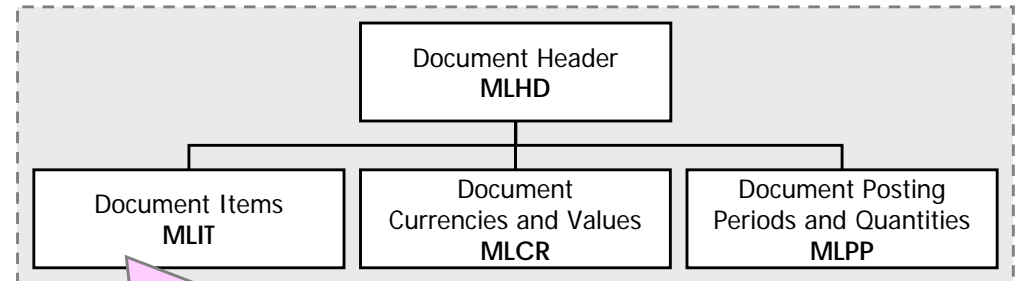 Document Header
MLHD
Document Items
MLIT
Document
Currencies and Values
MLCR
Document Posting
Periods and Quantities
MLPP